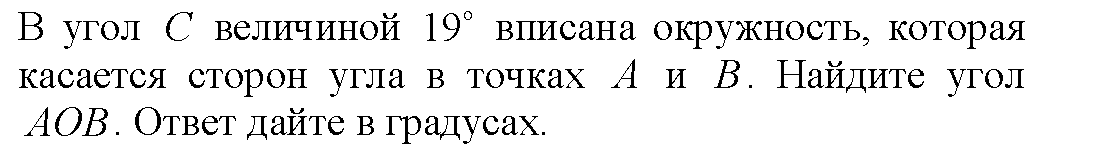 В угол C величиной 19° вписана окружность, которая
касается сторон угла в точках A и B. Найдите угол
AOB. Ответ дайте в градусах.